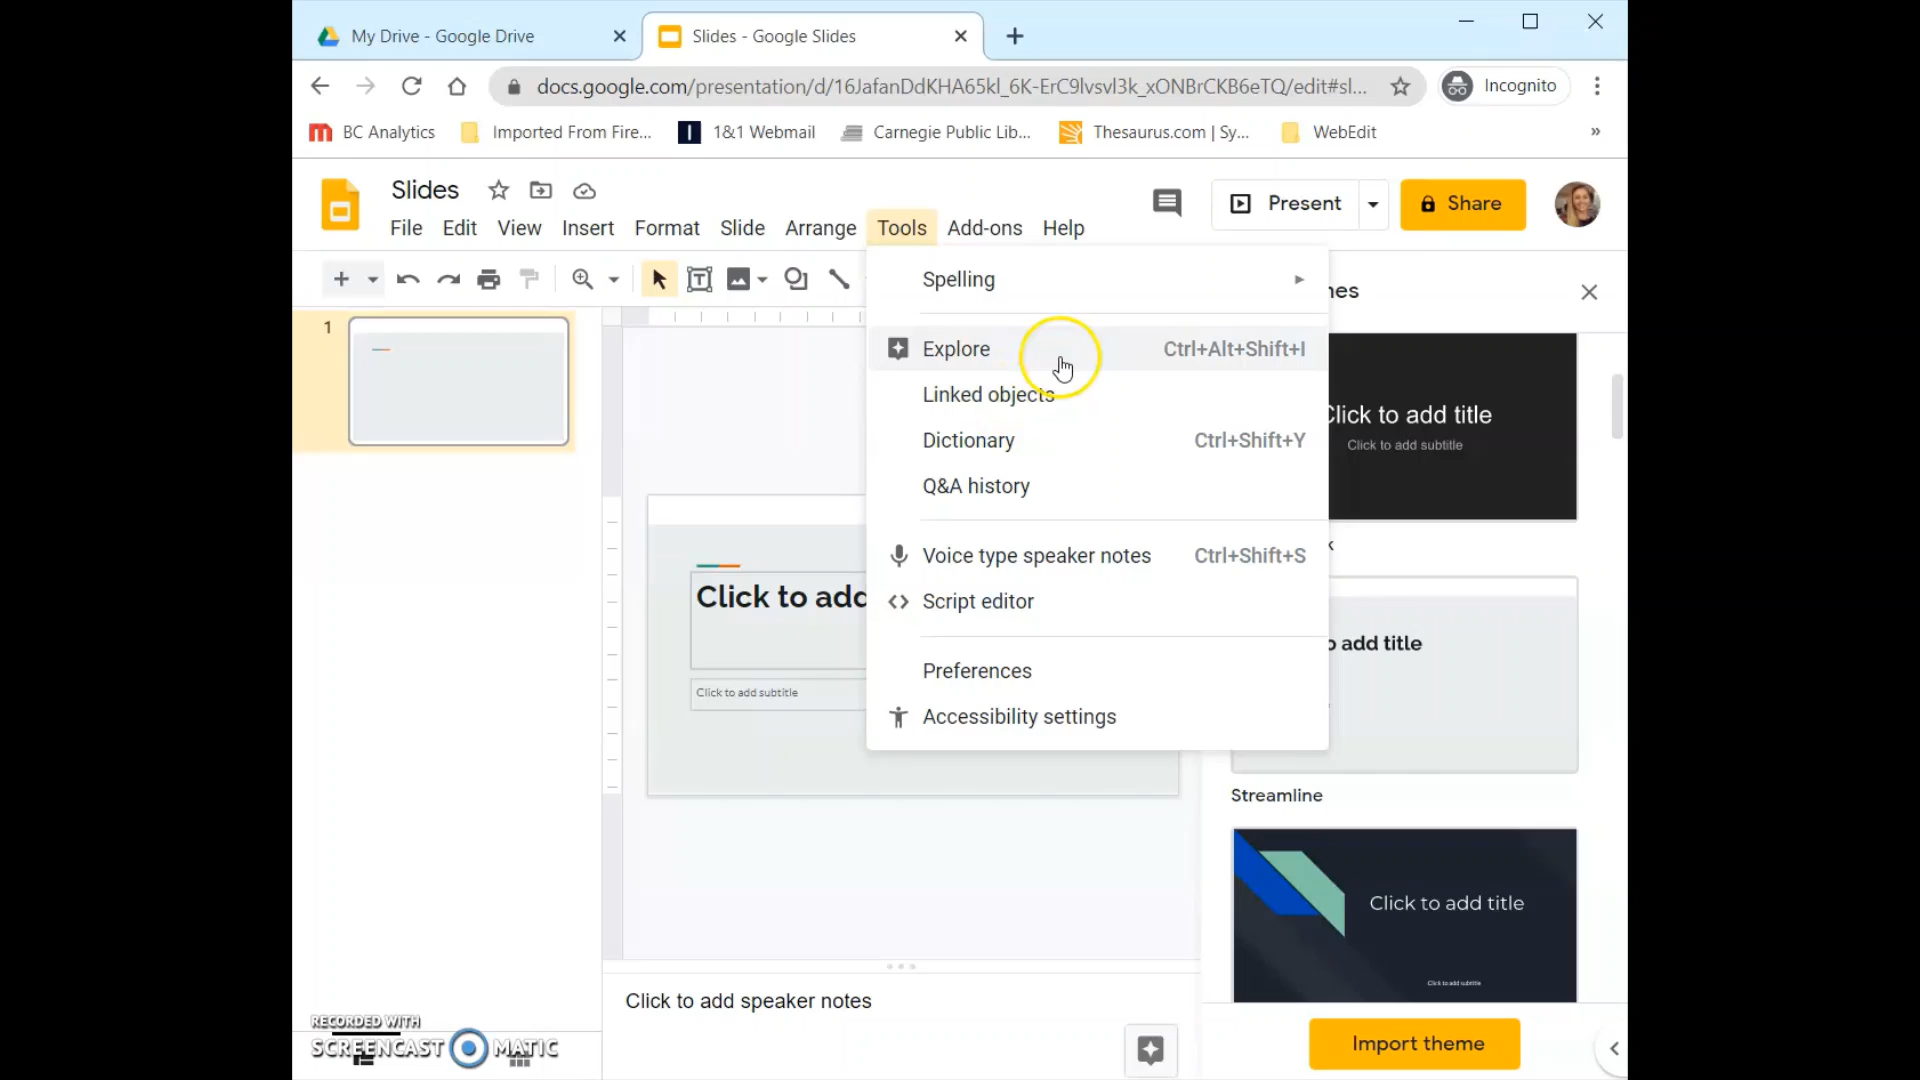 My Drive - Google Drive
Slides - Google Slides
docs.google.com/presentation/d/16JafanDdKHA65kl_6K-ErC9lvsvl3k_xONBrCKB6eTQ/edit#sl...
Incognito
BC Analytics
Imported From Fire...
1&1 Webmail
Carnegie Public Lib...
Thesaurus.com | Sy...
WebEdit
»
Slides
Present
Share
File Edit View Insert Format Slide Arrange Tools Add-ons Help
Spelling
Explore Ctrl+Alt+Shift+I
Linked objects
Dictionary Ctrl+Shift+Y
Q&A history
Voice type speaker notes Ctrl+Shift+S
Script editor
Preferences
Accessibility settings
1
Click to add
Click to add subtitle
Click to add speaker notes
mes
Click to add title
Click to add subtitle
k
o add title
Streamline
Click to add title
Click to add subtitle
Import theme
RECORDED WITH
SCREENCAST MATIC